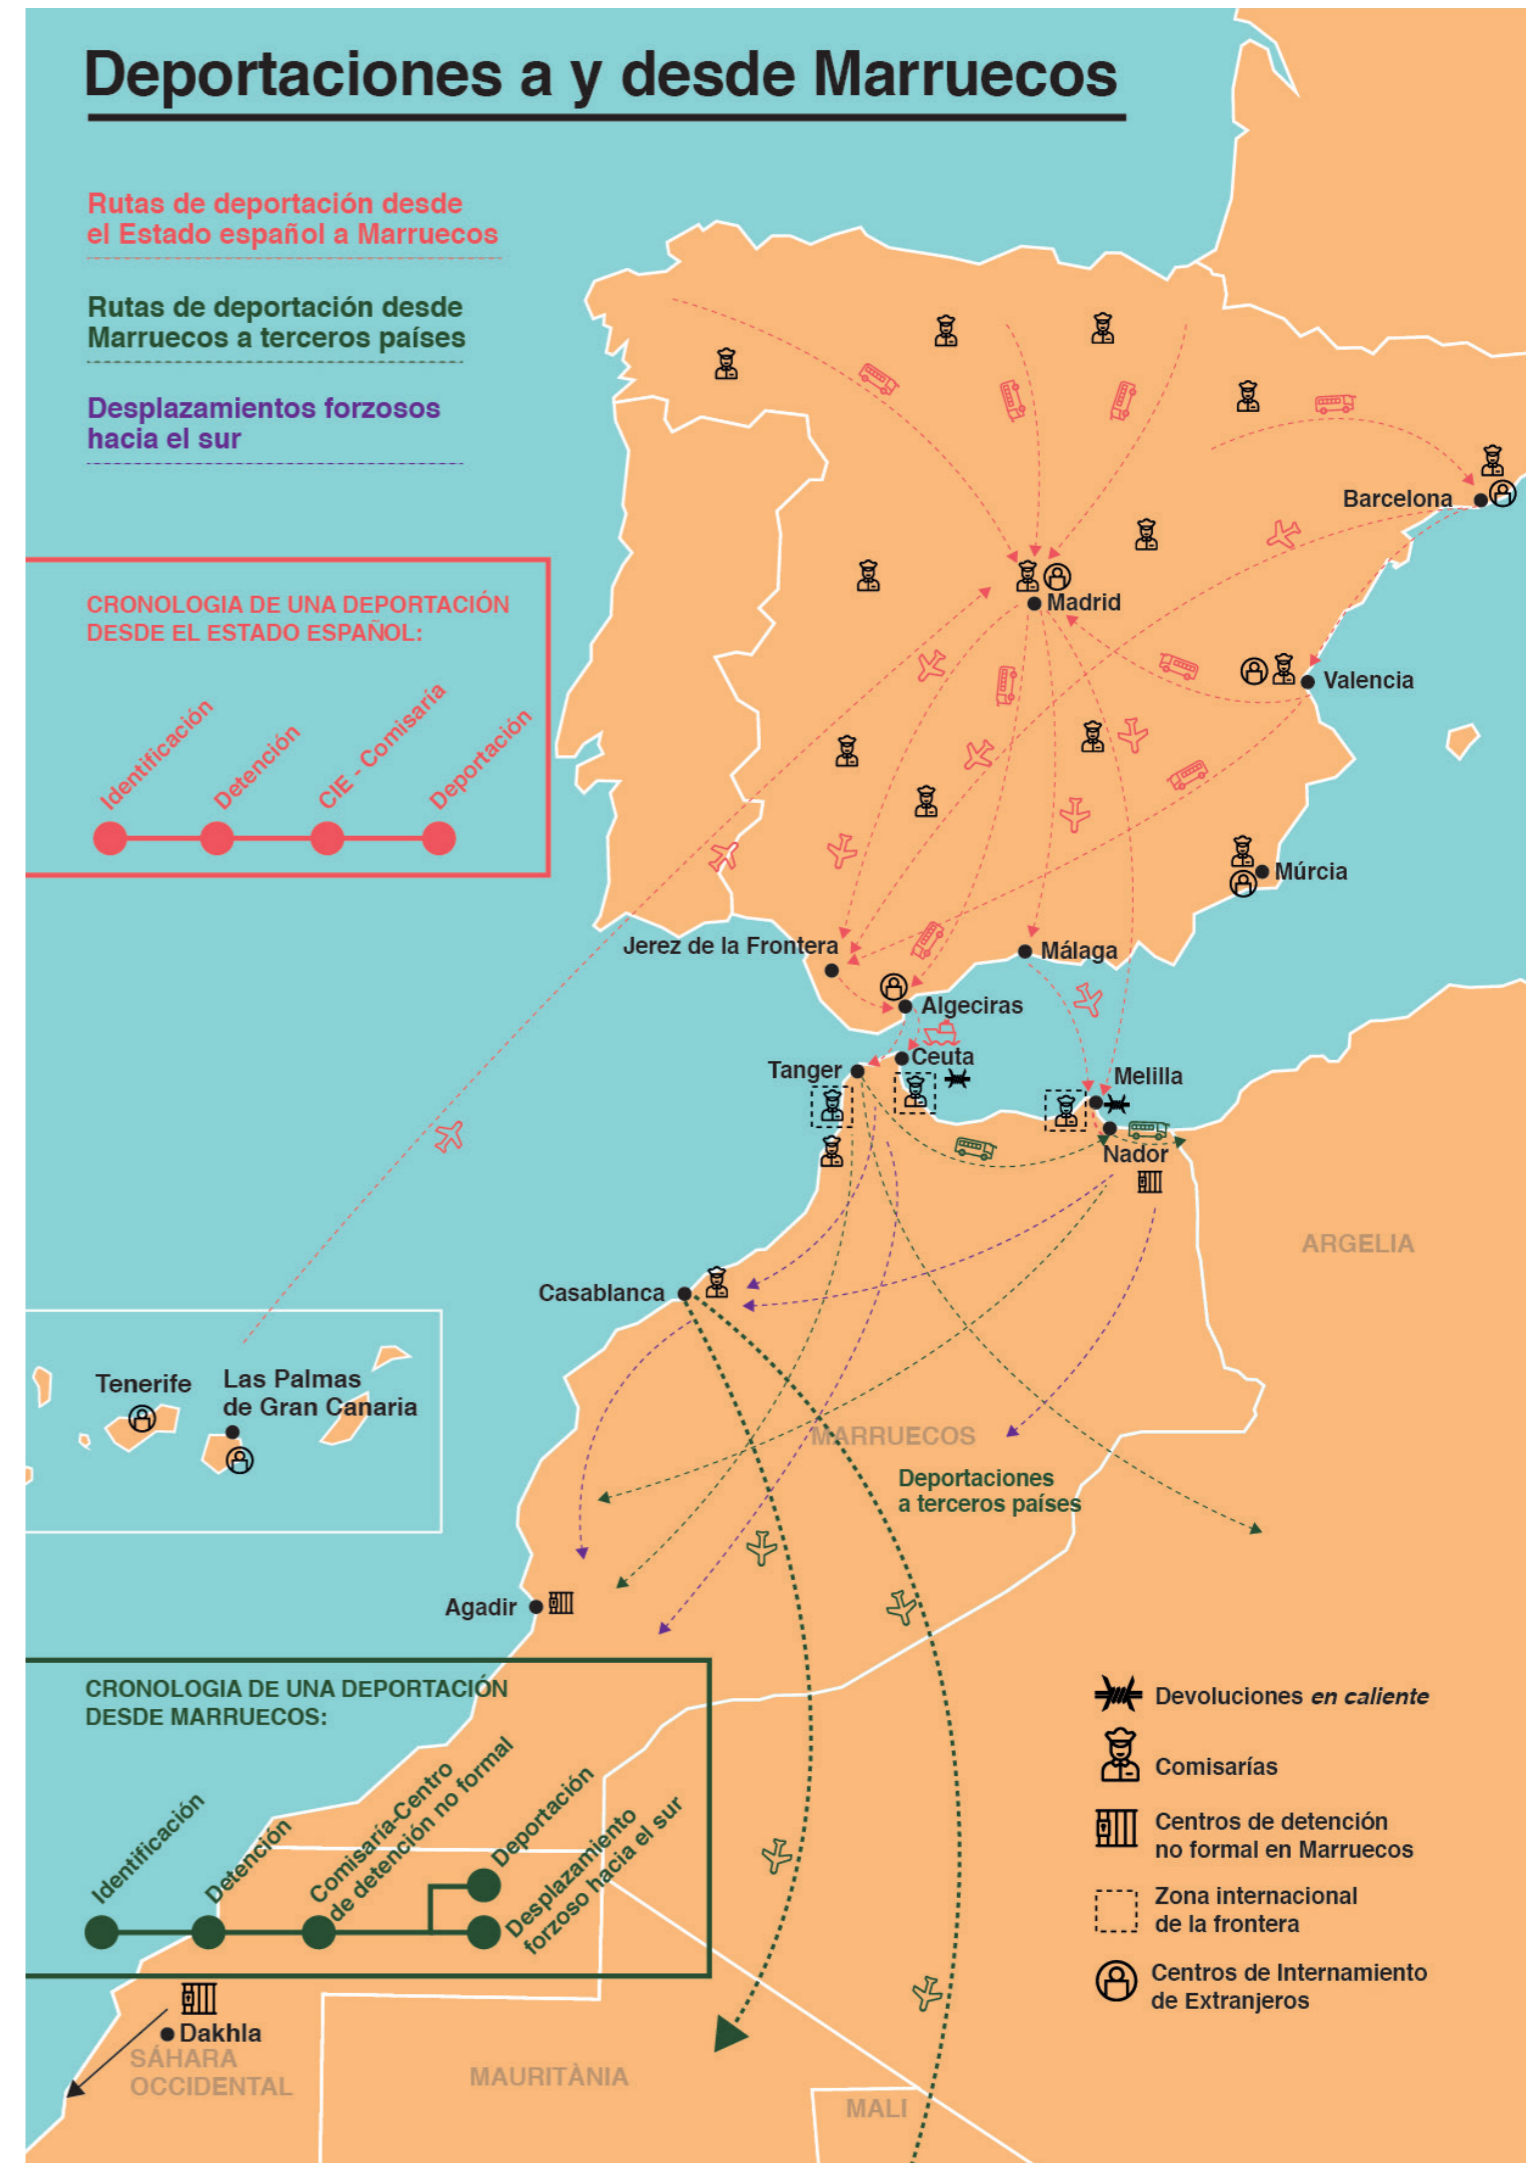 Deportaciones a y desde Marruecos
Rutas de deportación desde
el Estado español a Marruecos
Rutas de deportación desde
Marruecos a terceros países
Desplazamientos forzosos
hacia el sur
Barcelona
CRONOLOGIA DE UNA DEPORTACIÓN
DESDE EL ESTADO ESPAÑOL:
Identificación
Detención
CIE - Comisaría
Deportación
Madrid
Valencia
Múrcia
Jerez de la Frontera
Málaga
Algeciras
Ceuta
Tanger
Melilla
Nador
ARGELIA
Casablanca
Tenerife
Las Palmas
de Gran Canaria
MARRUECOS
Deportaciones
a terceros países
Agadir
CRONOLOGIA DE UNA DEPORTACIÓN
DESDE MARRUECOS:
Identificación
Detención
Comisaría-Centro
de detención no formal
Deportación
Desplazamiento
forzoso hacia el sur
Devoluciones en caliente
Comisarías
Centros de detención
no formal en Marruecos
Zona internacional
de la frontera
Centros de Internamiento
de Extranjeros
Dakhla
SÁHARA
OCCIDENTAL
MAURITÀNIA
MALI